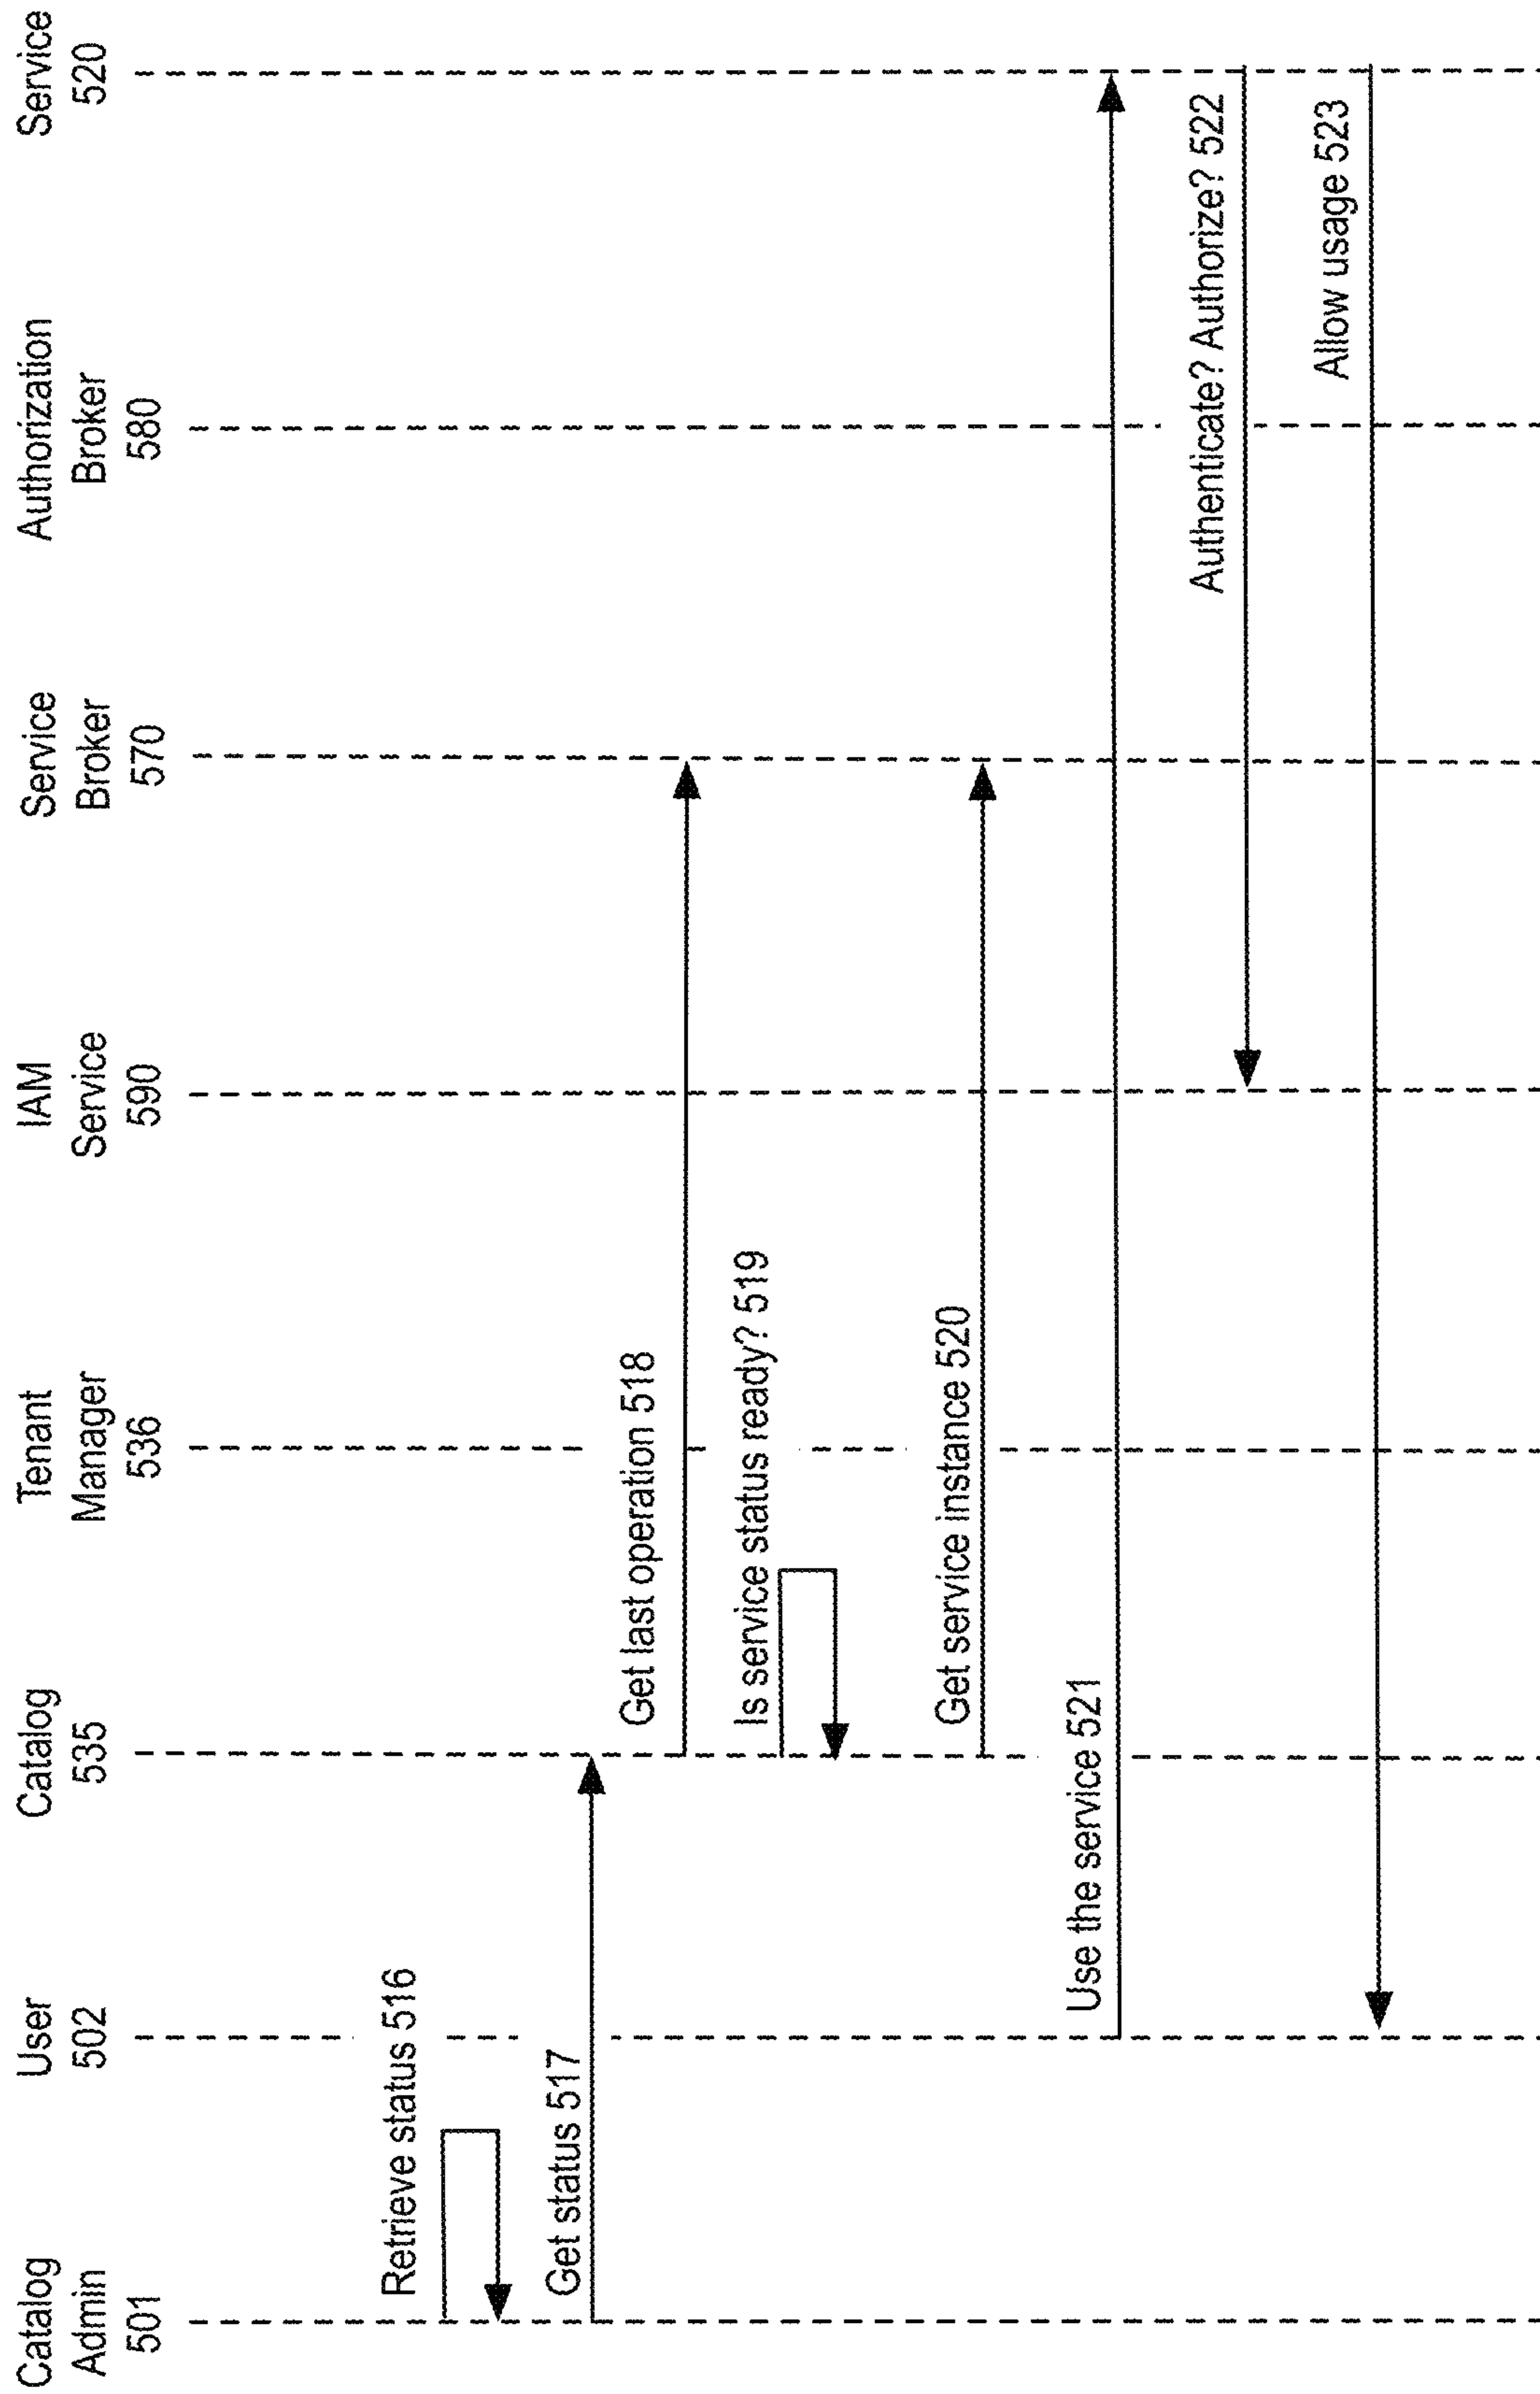 Catalog
Admin
501
User
502
Catalog
535
Tenant
Manager
536
IAM
Service
590
Service
Broker
570
Authorization
Broker
580
Service
520
Retrieve status 516
Get status 517
Get last operation 518
Is service status ready? 519
Get service instance 520
Use the service 521
Authenticate? Authorize? 522
Allow usage 523